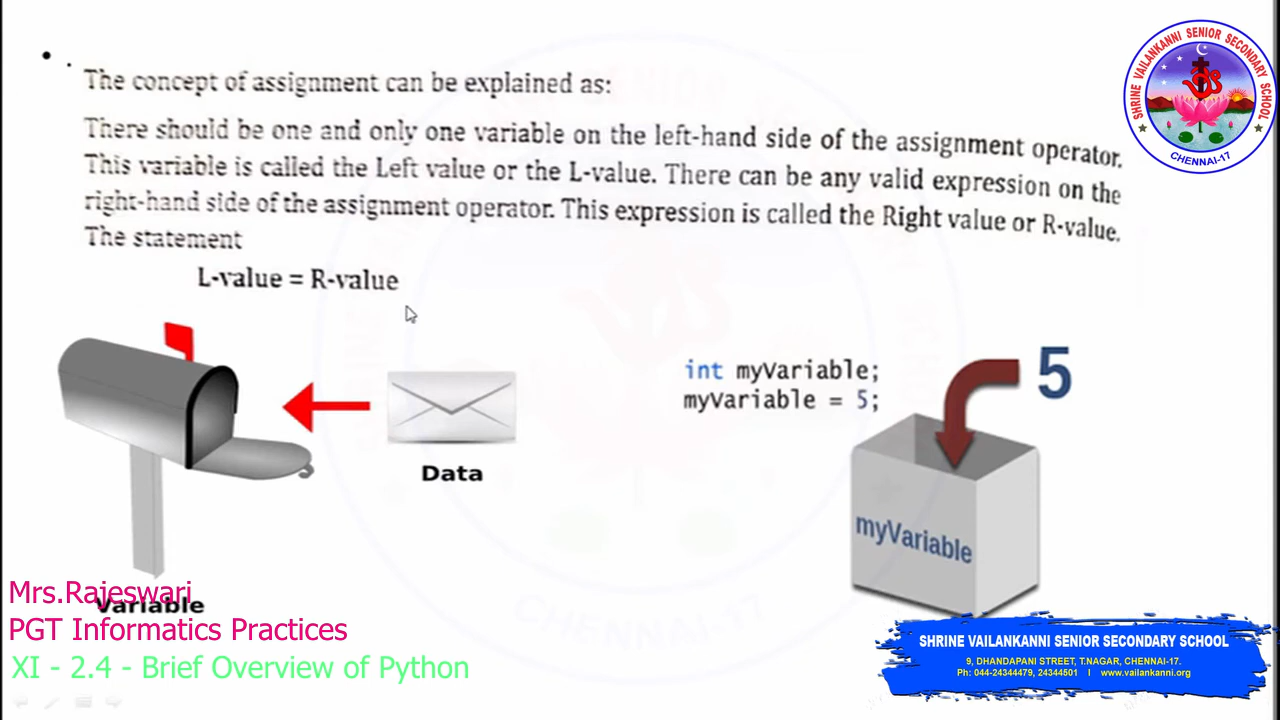 The concept of assignment can be explained as:
There should be one and only one variable on the left-hand side of the assignment operator.
This variable is called the Left value or the L-value. There can be any valid expression on the
right-hand side of the assignment operator. This expression is called the Right value or R-value.
The statement
L-value = R-value
Data
Variable
int myVariable;
myVariable = 5;
5
myVariable
SHRINE VAILANKANNI SENIOR SECONDARY SCHOOL
CHENNAI-17
Mrs.Rajeswari
PGT Informatics Practices
XI - 2.4 - Brief Overview of Python
SHRINE VAILANKANNI SENIOR SECONDARY SCHOOL
9, DHANDAPANI STREET, T.NAGAR, CHENNAI-17.
Ph: 044-24344479, 24344501 I www.vailankanni.org
CHENNAI-17